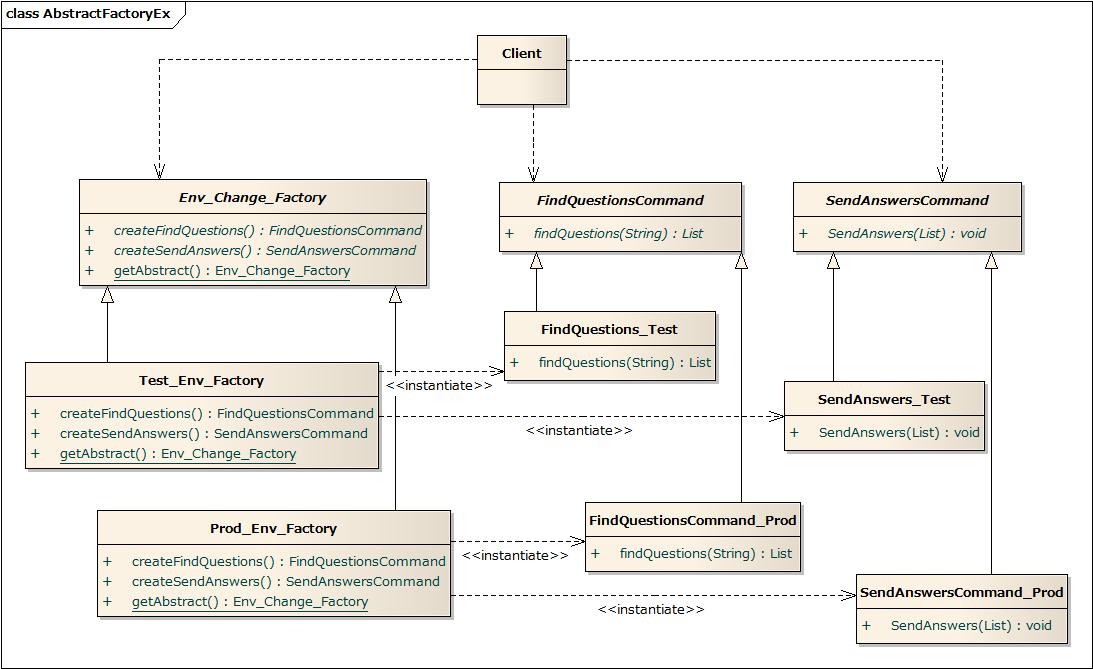 class AbstractFactoryEx
Client
Env_Change_Factory
+ createFindQuestions() : FindQuestionsCommand
+ createSendAnswers() : SendAnswersCommand
+ getAbstract() : Env_Change_Factory
FindQuestionsCommand
+ findQuestions(String) : List
SendAnswersCommand
+ SendAnswers(List) : void
FindQuestions_Test
+ findQuestions(String) : List
Test_Env_Factory
+ createFindQuestions() : FindQuestionsCommand
+ createSendAnswers() : SendAnswersCommand
+ getAbstract() : Env_Change_Factory
<<instantiate>>
<<instantiate>>
SendAnswers_Test
+ SendAnswers(List) : void
Prod_Env_Factory
+ createFindQuestions() : FindQuestionsCommand
+ createSendAnswers() : SendAnswersCommand
+ getAbstract() : Env_Change_Factory
<<instantiate>>
<<instantiate>>
FindQuestionsCommand_Prod
+ findQuestions(String) : List
SendAnswersCommand_Prod
+ SendAnswers(List) : void